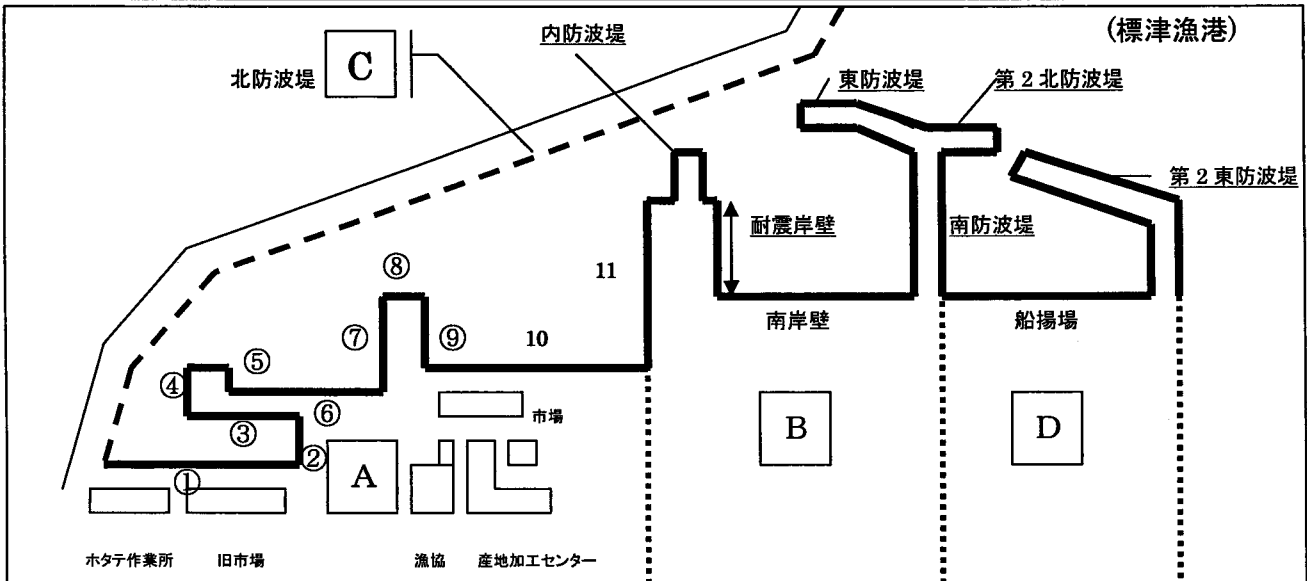 (標津漁港)
内防波堤
C
北防波堤
東防波堤
第2北防波堤
第2東防波堤
耐震岸壁
南防波堤
⑧
11
⑦
⑨
10
南岸壁
船揚場
⑤
④
⑥
③
市場
②
①
A
B
D
ホタテ作業所
旧市場
漁協
産地加工センター